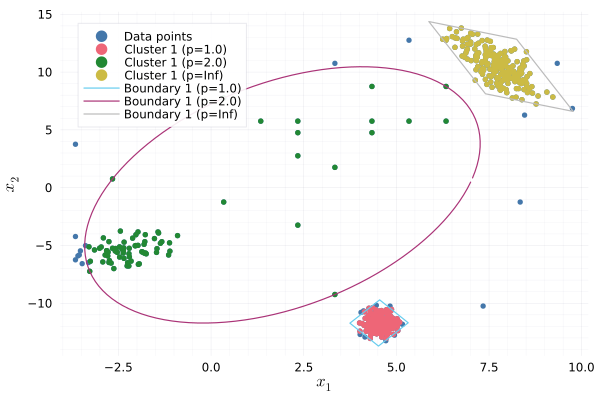 15
Data points
Cluster 1 (p=1.0)
Cluster 1 (p=2.0)
Cluster 1 (p=Inf)
Boundary 1 (p=1.0)
Boundary 1 (p=2.0)
Boundary 1 (p=Inf)
10
5
0
−5
−10
x₂
−2.5 0.0 2.5 5.0 7.5 10.0
x₁